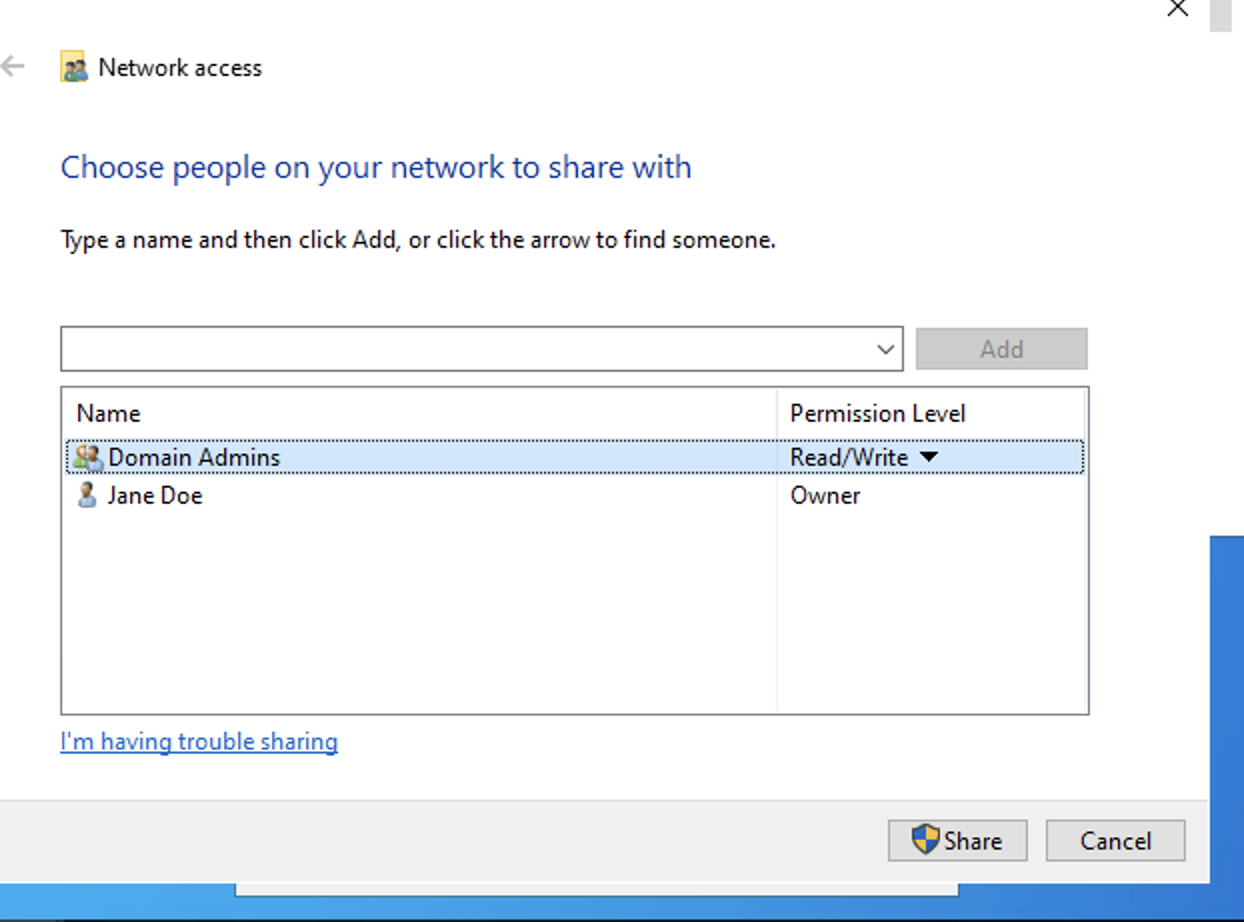 Network access
Choose people on your network to share with
Type a name and then click Add, or click the arrow to find someone.
Add
Name Permission Level
Domain Admins Read/Write
Jane Doe Owner
I'm having trouble sharing
Share Cancel